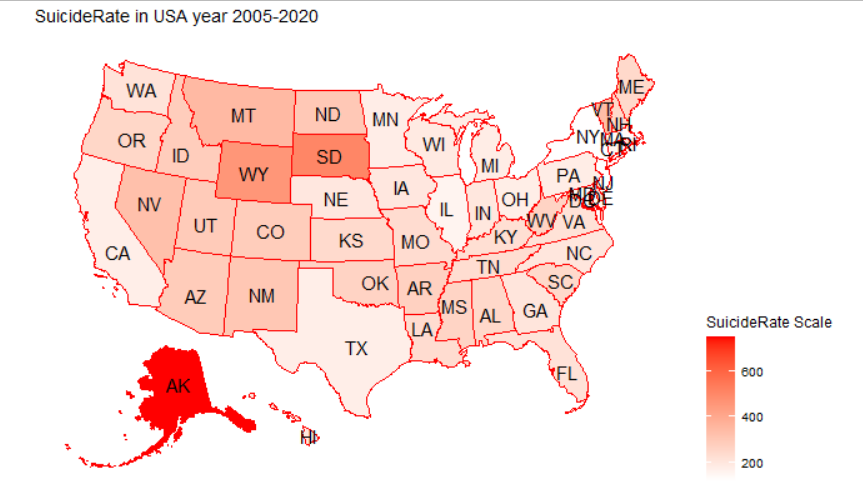 SuicideRate in USA year 2005-2020
ME
WA
VT
MT
ND
MN
NH
OR
NY
WI
ID
SD
MI
WY
PA
IA
NJ
NE
OH
NV
IL
IN
UT
WV
VA
CO
KS
MO
KY
CA
NC
TN
OK
SC
AZ
NM
AR
MS
AL
GA
LA
TX
FL
AK
HI
SuicideRate Scale
600
400
200